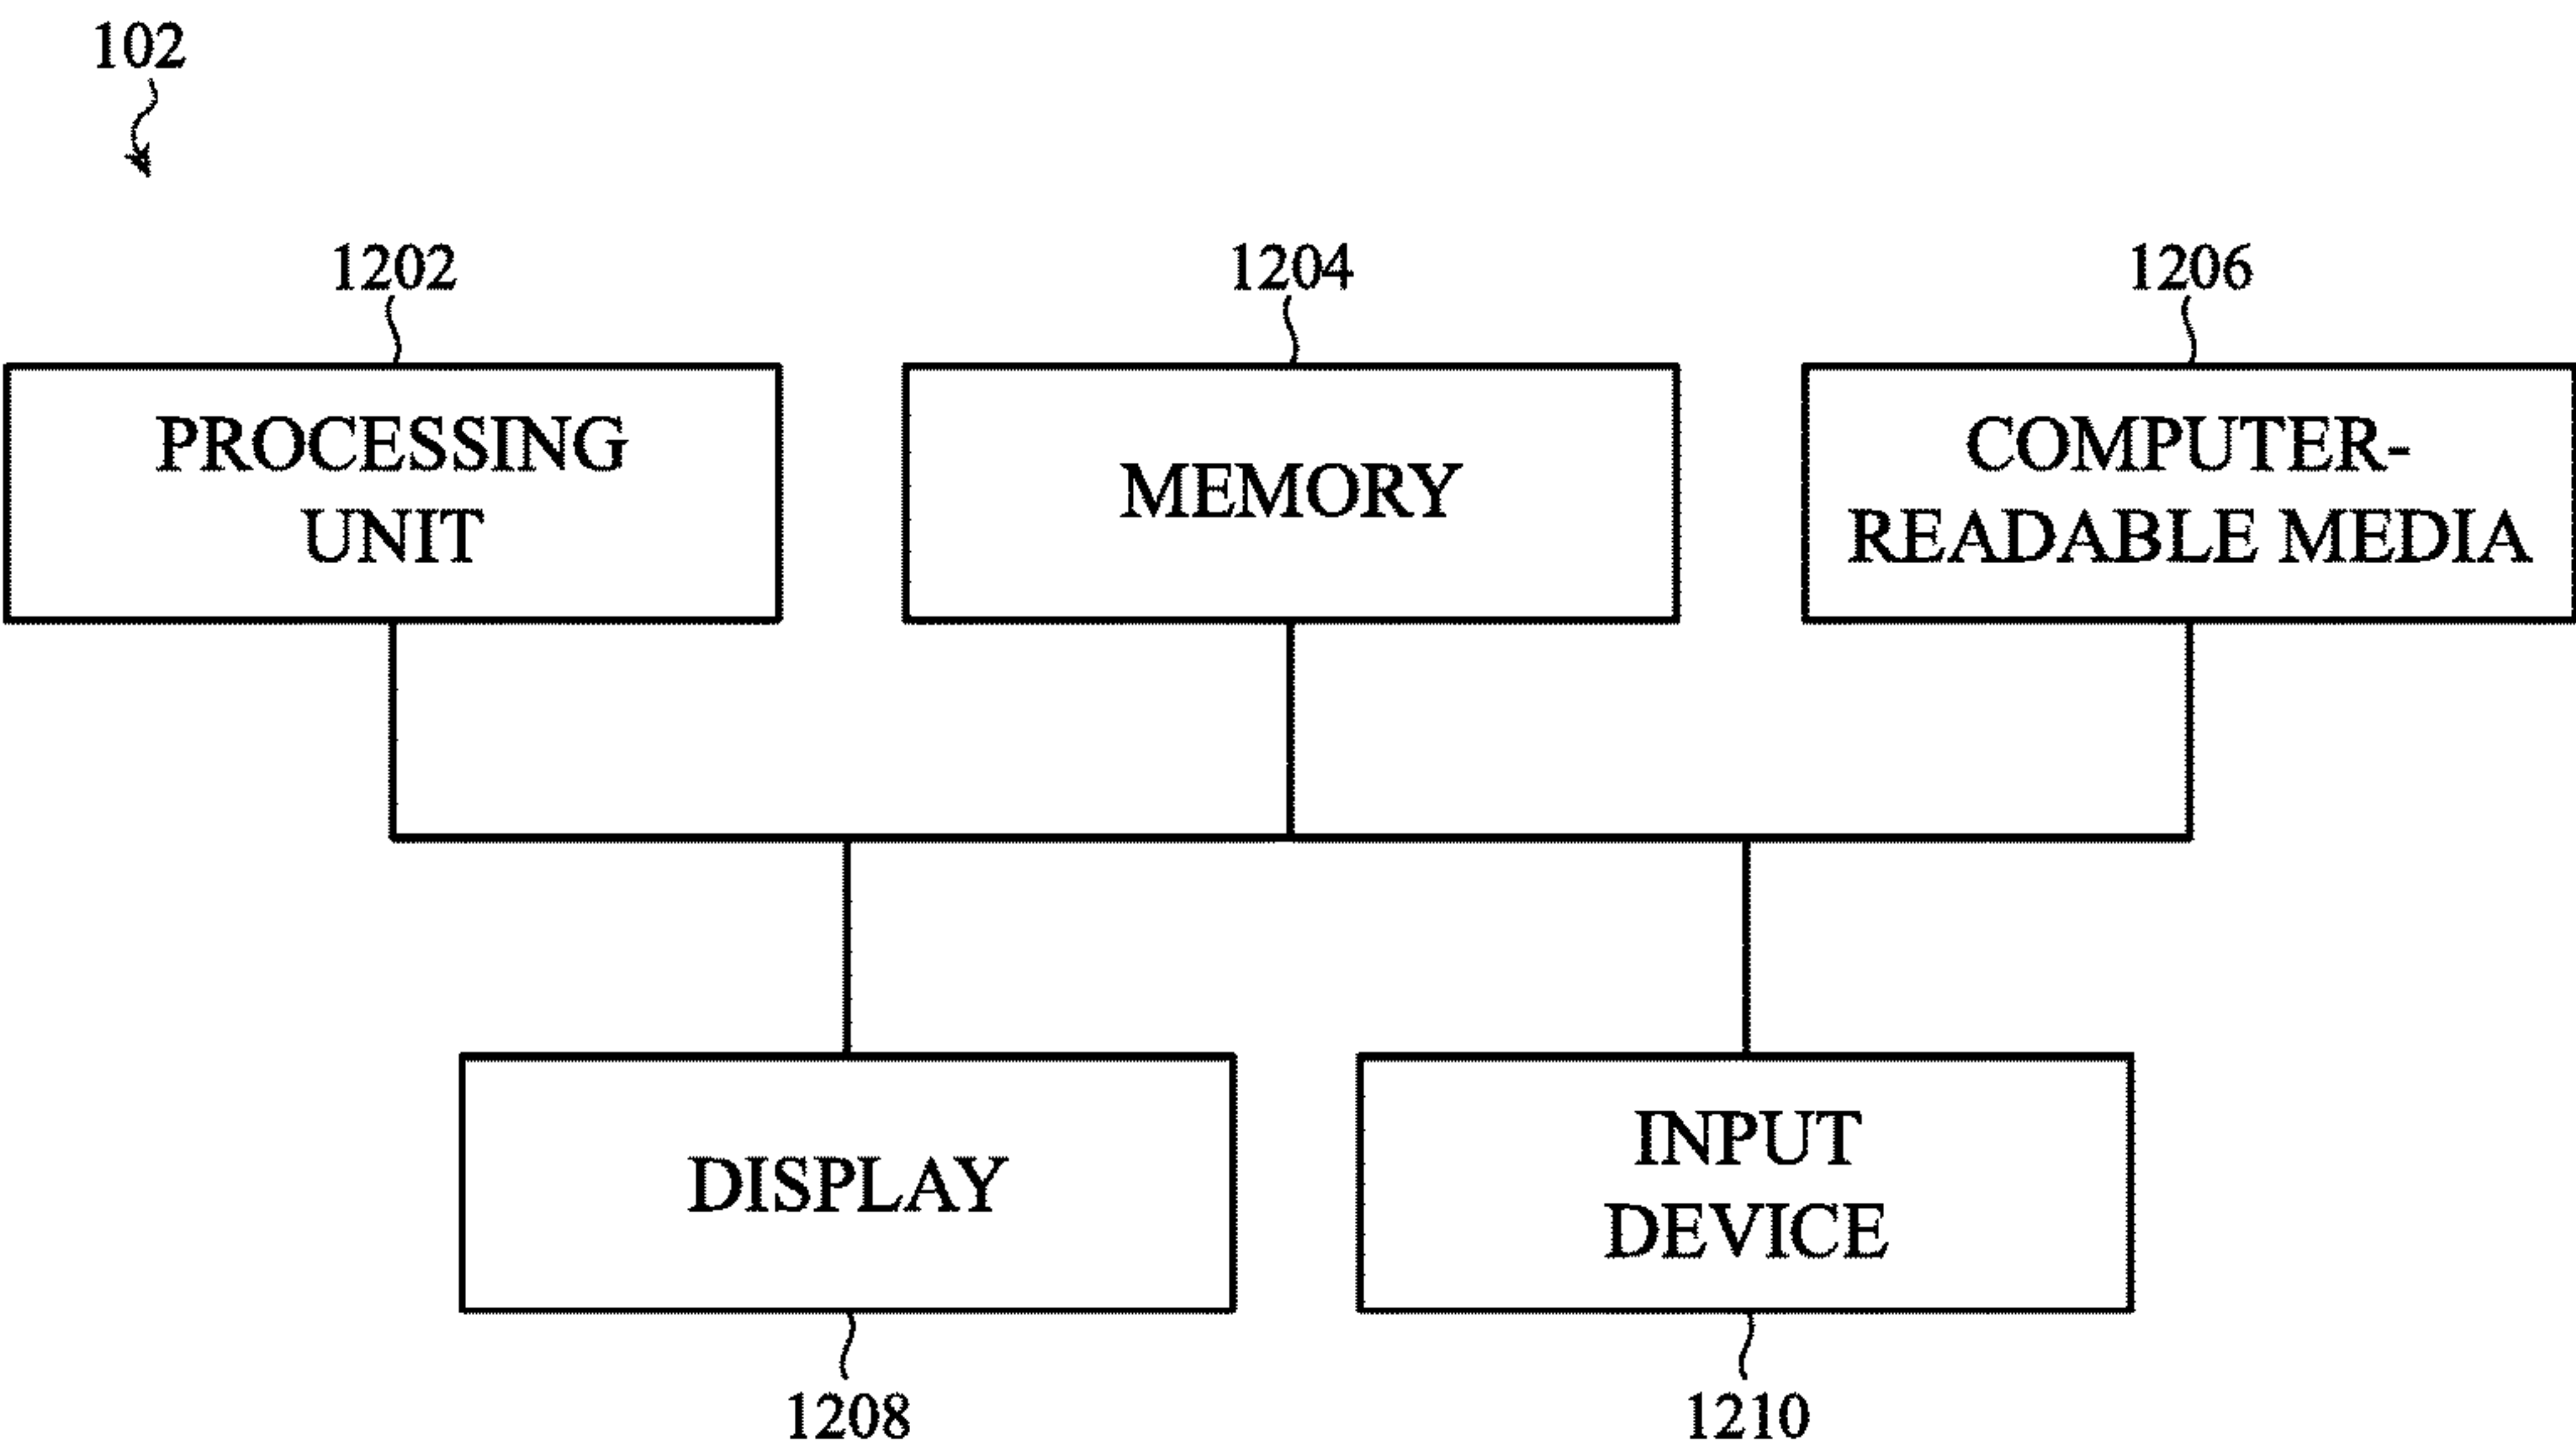 102
1202
1204
1206
PROCESSING
UNIT
MEMORY
COMPUTER-
READABLE MEDIA
DISPLAY
INPUT
DEVICE
1208
1210